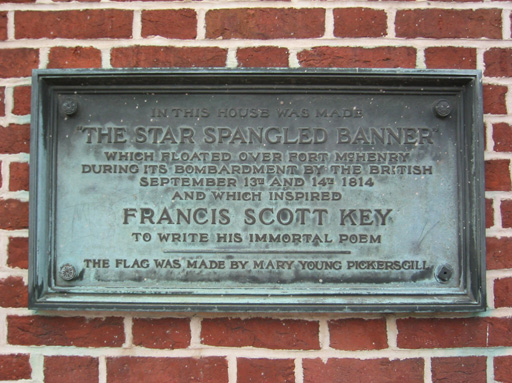 IN THIS HOUSE WAS MADE
"THE STAR SPANGLED BANNER"
WHICH FLOATED OVER FORT McHENRY
DURING ITS BOMBARDMENT BY THE BRITISH
SEPTEMBER 13TH AND 14TH 1814
AND WHICH INSPIRED
FRANCIS SCOTT KEY
TO WRITE HIS IMMORTAL POEM
THE FLAG WAS MADE BY MARY YOUNG PICKERSGILL